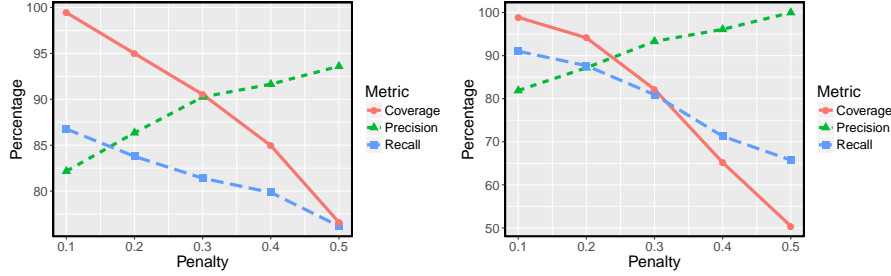 100
95
90
85
80
Percentage
0.1 0.2 0.3 0.4 0.5
Penalty
Metric
Coverage
Precision
Recall
100
90
80
70
60
50
Percentage
0.1 0.2 0.3 0.4 0.5
Penalty
Metric
Coverage
Precision
Recall